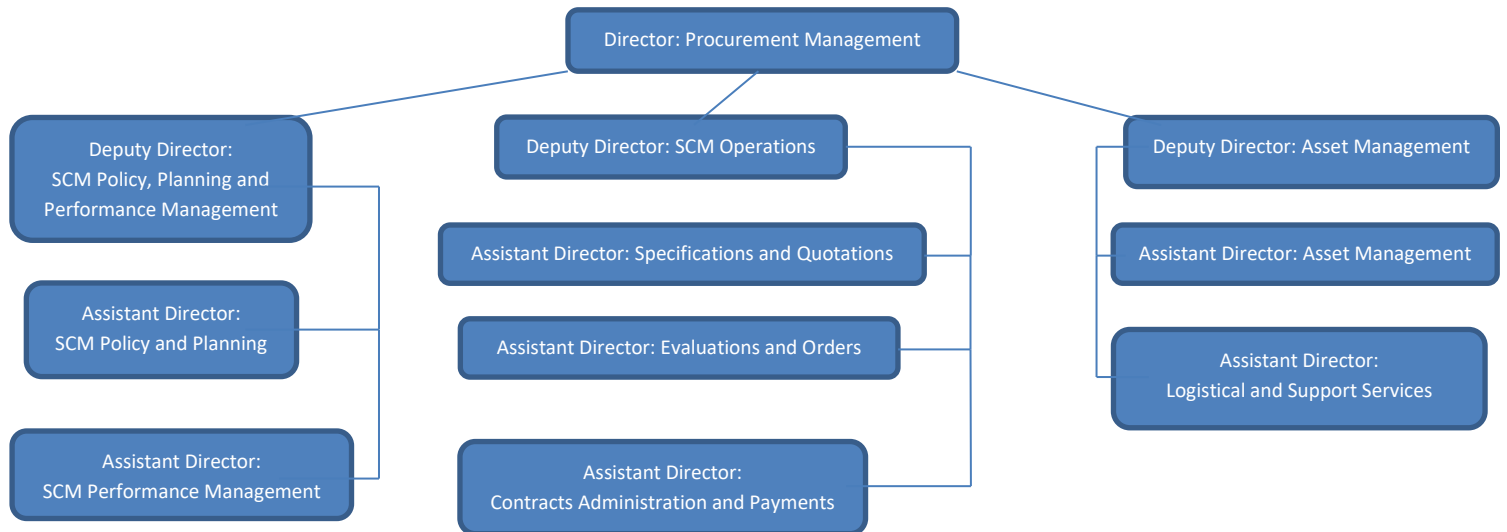 Director: Procurement Management
Deputy Director:
SCM Policy, Planning and
Performance Management
Assistant Director:
SCM Policy and Planning
Assistant Director:
SCM Performance Management
Deputy Director: SCM Operations
Assistant Director: Specifications and Quotations
Assistant Director: Evaluations and Orders
Assistant Director:
Contracts Administration and Payments
Deputy Director: Asset Management
Assistant Director: Asset Management
Assistant Director:
Logistical and Support Services